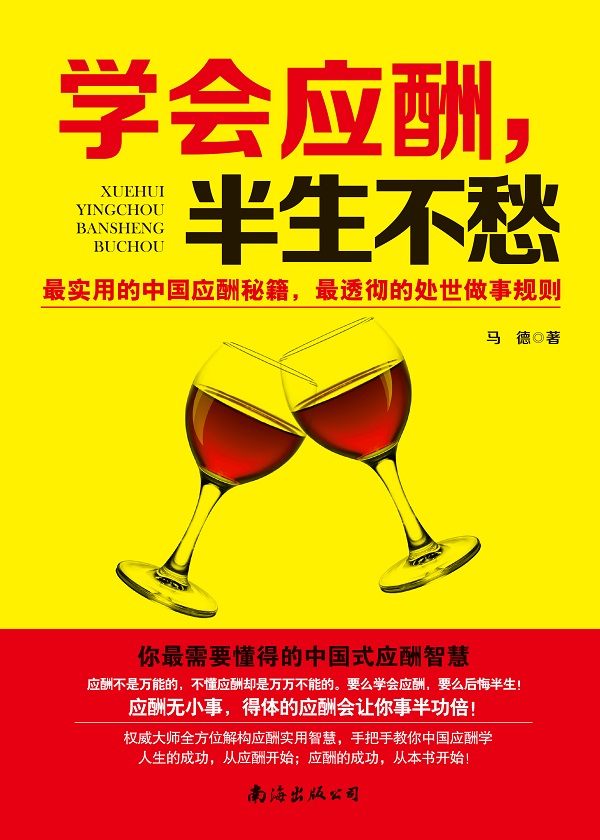 学会应酬，
XUEHUI
YINGCHOU
BANSHENG
BUCHOU
半生不愁
最实用的中国应酬秘籍，最透彻的处世做事规则
马 德◎著
你最需要懂得的中国式应酬智慧
应酬不是万能的，不懂应酬却是万万不能的。要么学会应酬，要么后悔半生！
应酬无小事，得体的应酬会让你事半功倍！
权威大师全方位解构应酬实用智慧，手把手教你中国应酬学
人生的成功，从应酬开始；应酬的成功，从本书开始！
南海出版公司